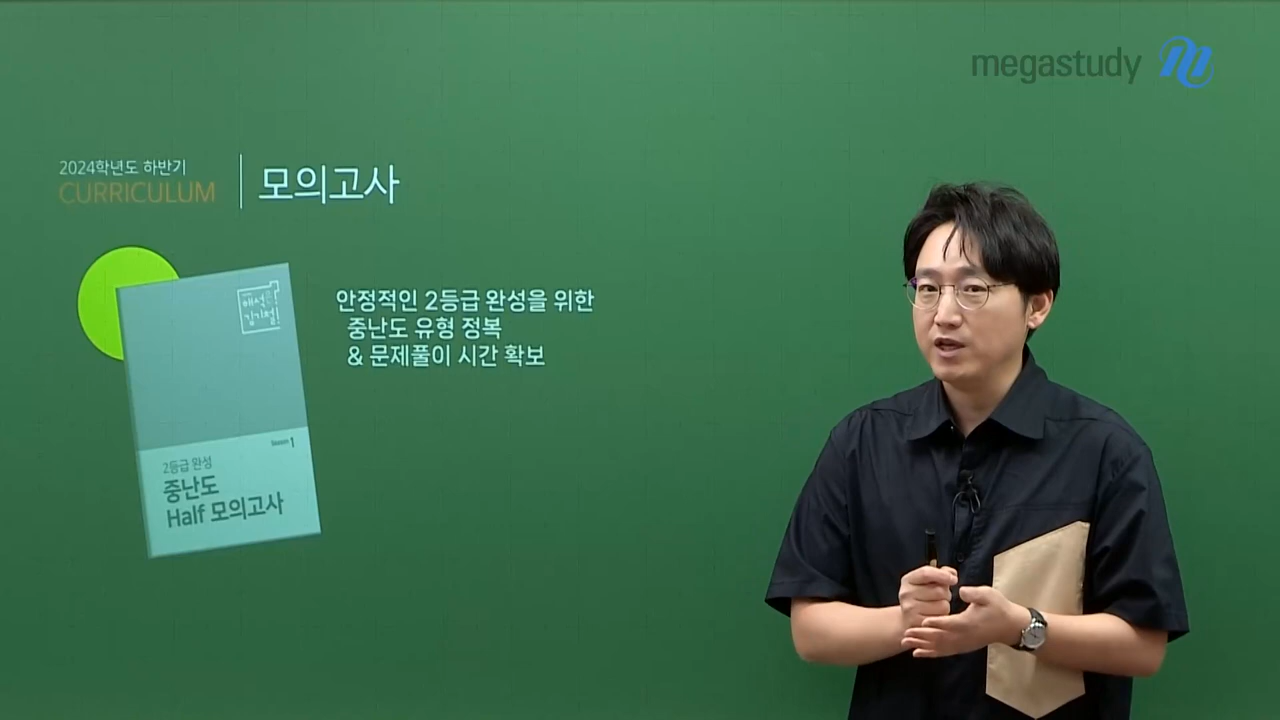 megastudy
2024학년도 하반기
CURRICULUM
모의고사
안정적인 2등급 완성을 위한
중난도 유형 정복
& 문제풀이 시간 확보
해석
김기철!
Season 1
2등급 완성
중난도
Half 모의고사